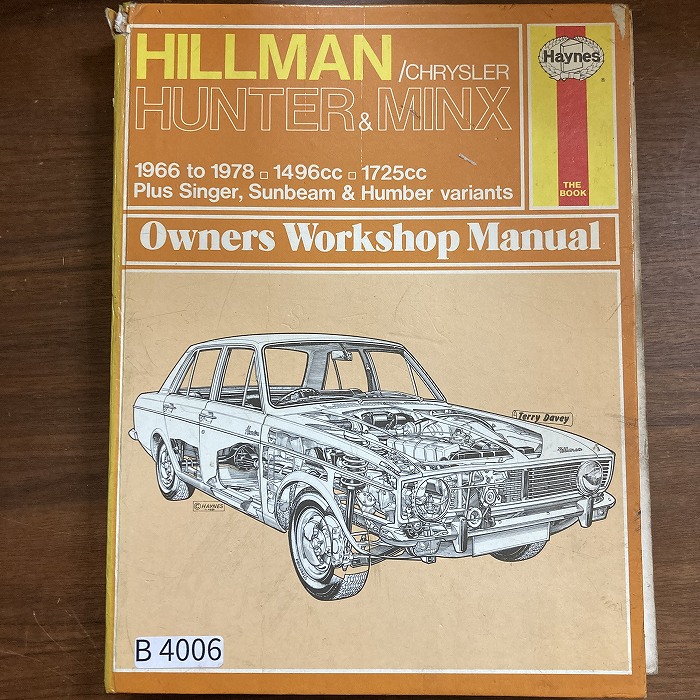 HILLMAN
/CHRYSLER
HUNTER & MINX
1966 to 1978 □ 1496cc □ 1725cc
Plus Singer, Sunbeam & Humber variants
Haynes
THE
BOOK
Owners Workshop Manual
Terry Davey
© HAYNES
B 4006